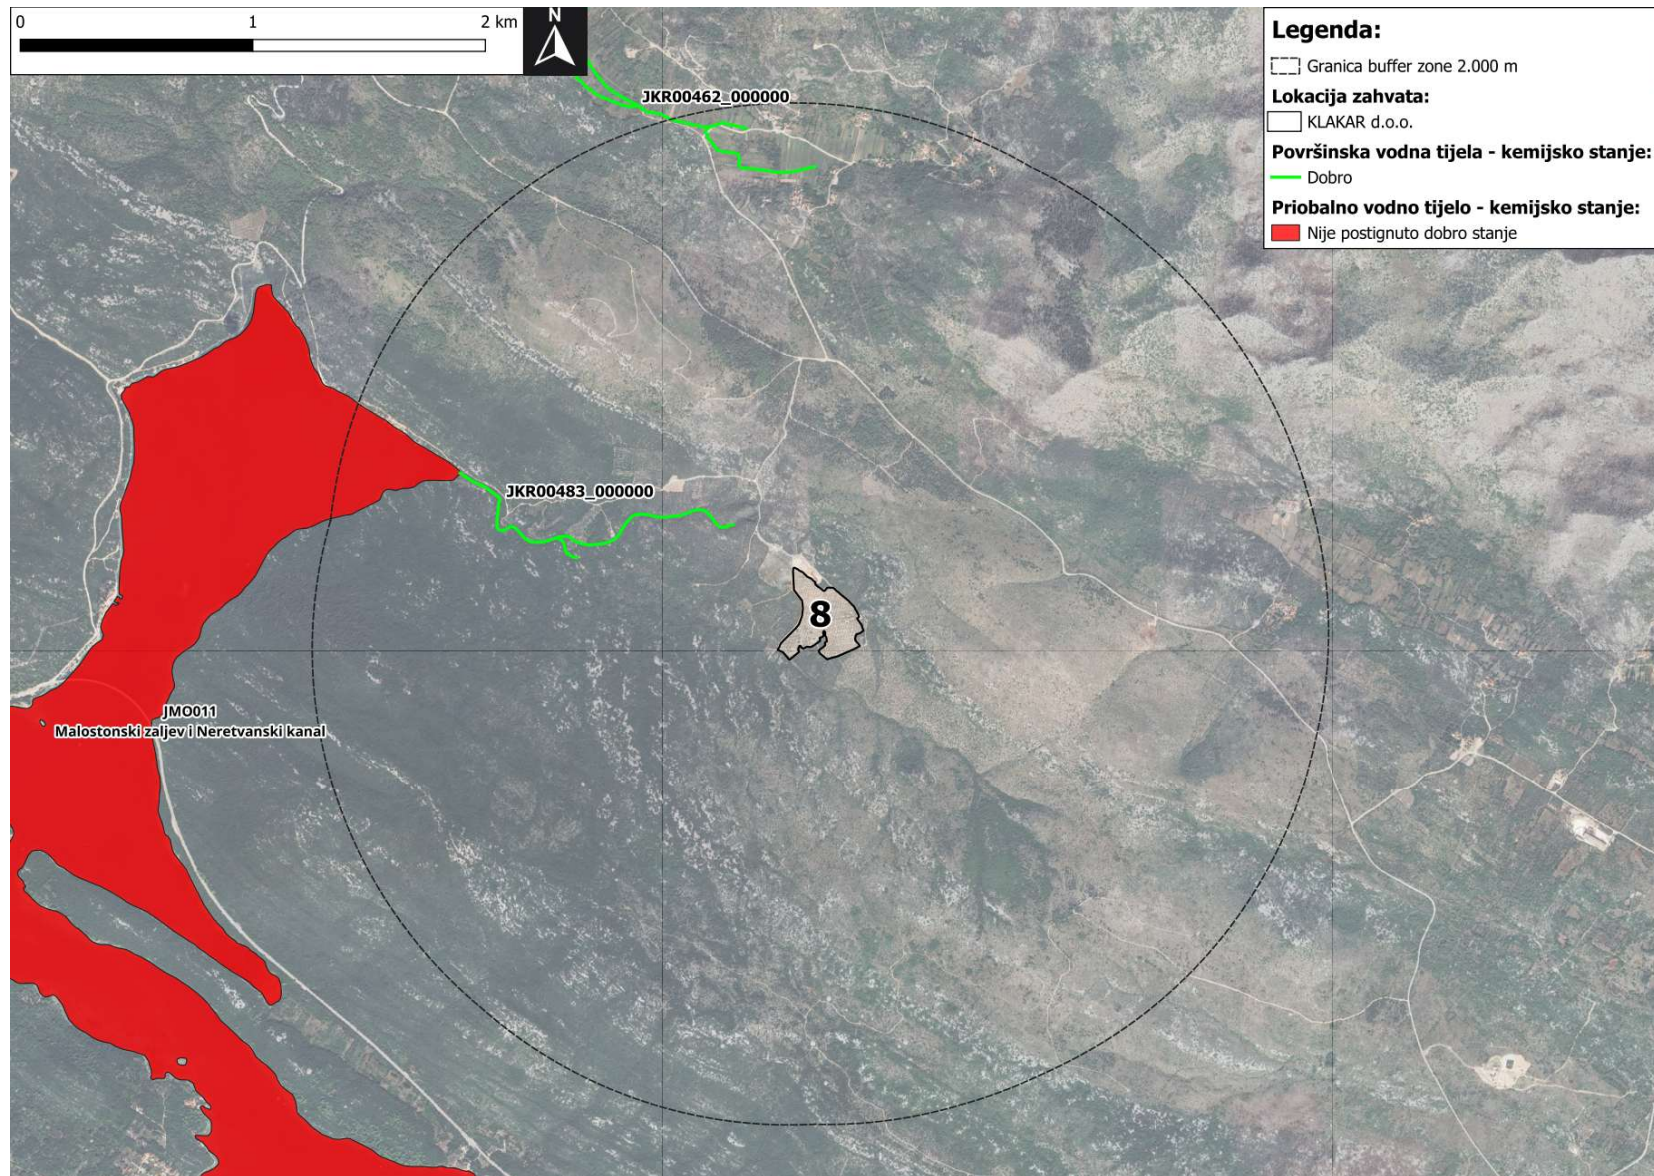 0 1 2 km
N
Legenda:
Granica buffer zone 2.000 m
Lokacija zahvata:
KLAKAR d.o.o.
Površinska vodna tijela - kemijsko stanje:
Dobro
Priobalno vodno tijelo - kemijsko stanje:
Nije postignuto dobro stanje
JKR00462_000000
JKR00483_000000
8
JMO011
Malostonski zaljev i Neretvanski kanal